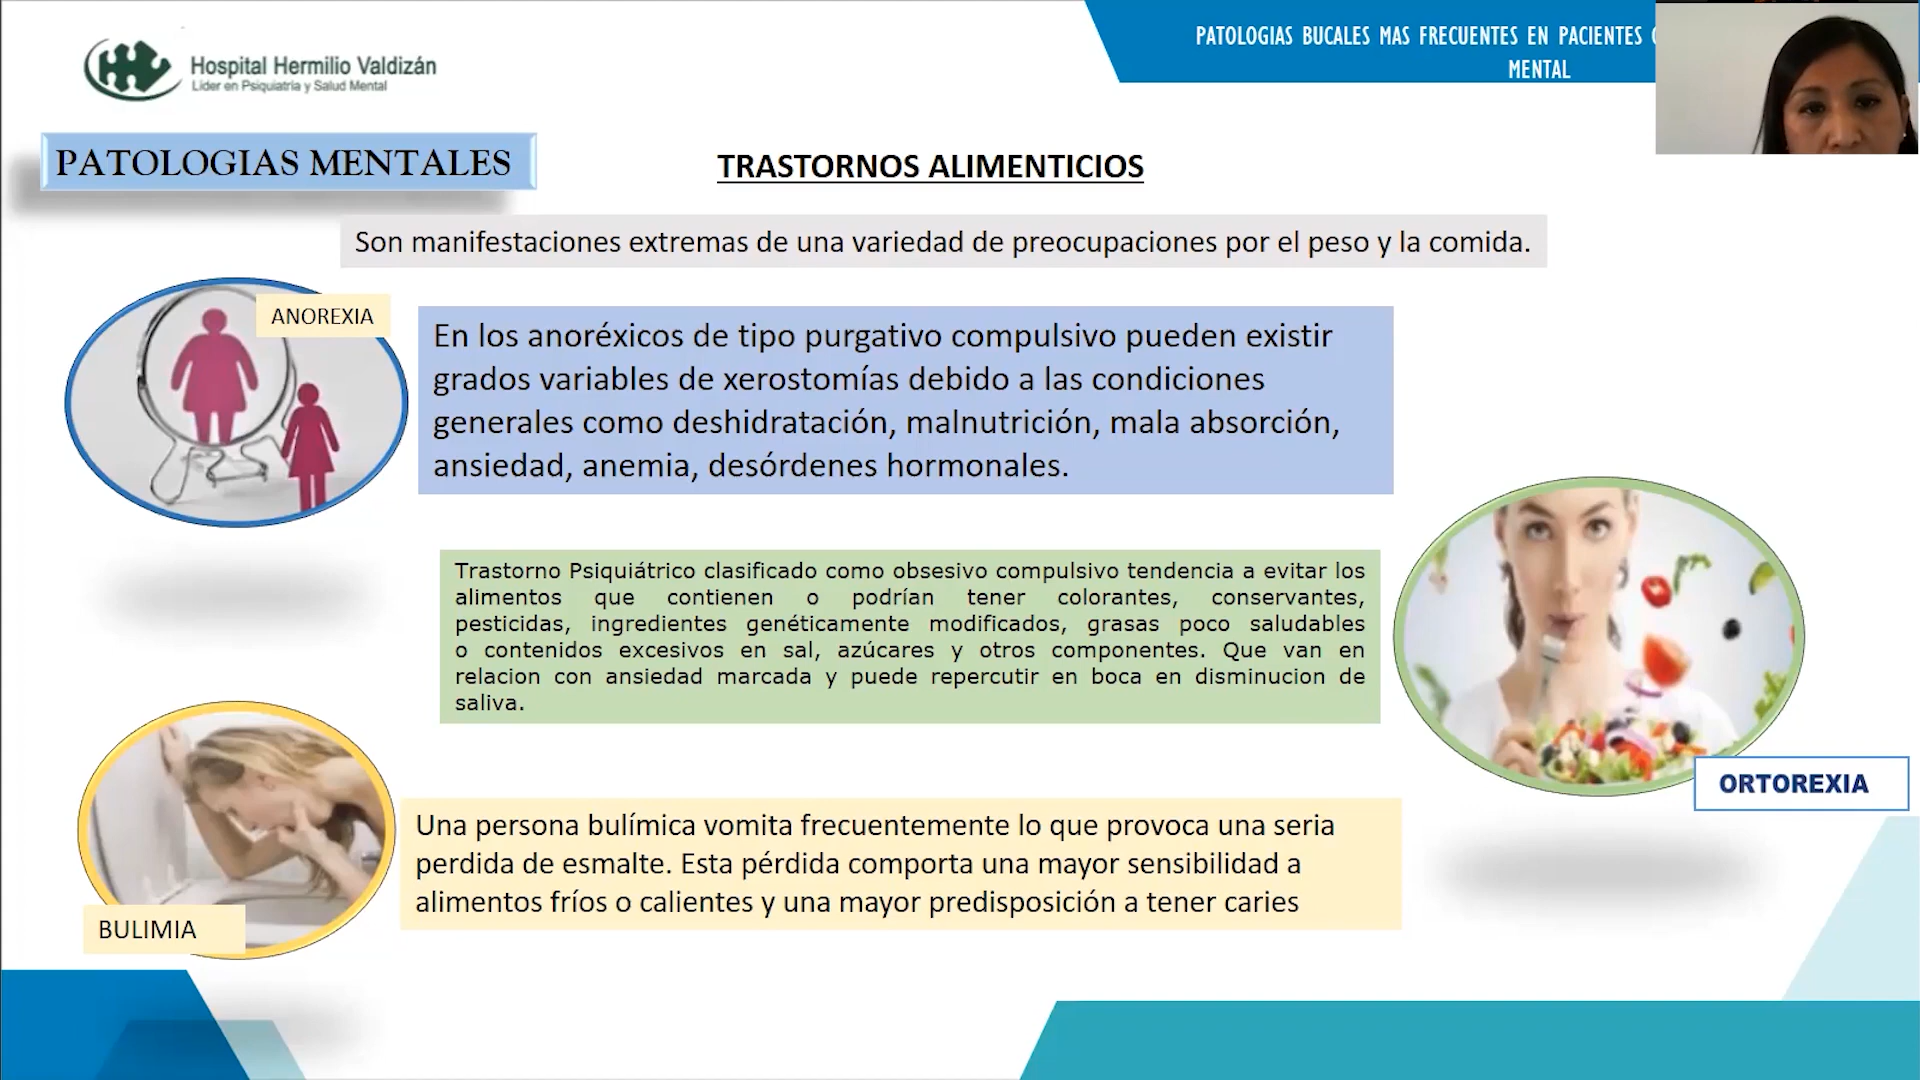 Hospital Hermilio Valdizán
Líder en Psiquiatría y Salud Mental
PATOLOGIAS BUCALES MAS FRECUENTES EN PACIENTES
MENTAL
PATOLOGIAS MENTALES
TRASTORNOS ALIMENTICIOS
Son manifestaciones extremas de una variedad de preocupaciones por el peso y la comida.
ANOREXIA
En los anoréxicos de tipo purgativo compulsivo pueden existir
grados variables de xerostomías debido a las condiciones
generales como deshidratación, malnutrición, mala absorción,
ansiedad, anemia, desórdenes hormonales.
Trastorno Psiquiátrico clasificado como obsesivo compulsivo tendencia a evitar los
alimentos que contienen o podrían tener colorantes, conservantes,
pesticidas, ingredientes genéticamente modificados, grasas poco saludables
o contenidos excesivos en sal, azúcares y otros componentes. Que van en
relacion con ansiedad marcada y puede repercutir en boca en disminucion de
saliva.
ORTOREXIA
Una persona bulímica vomita frecuentemente lo que provoca una seria
perdida de esmalte. Esta pérdida comporta una mayor sensibilidad a
alimentos fríos o calientes y una mayor predisposición a tener caries
BULIMIA